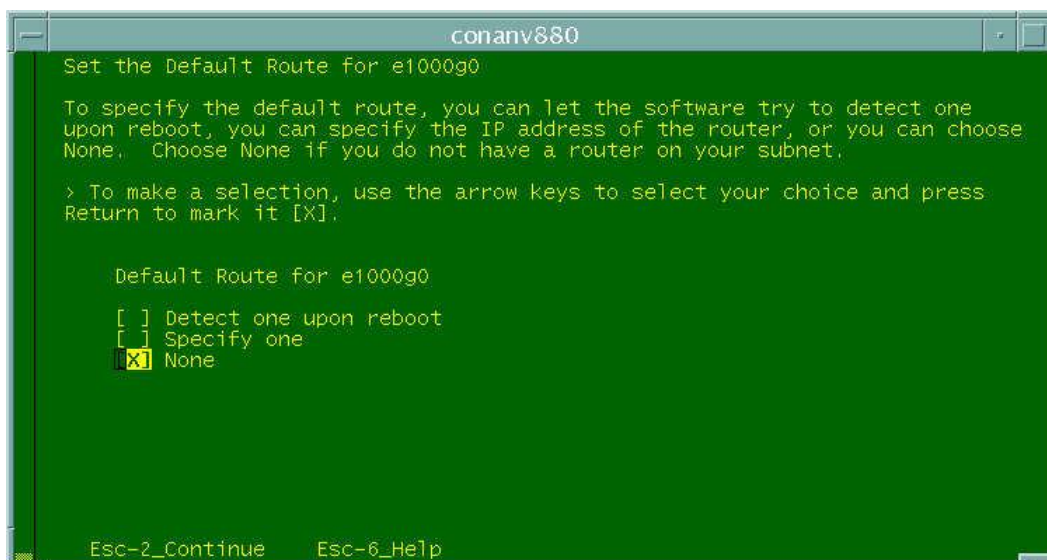 conanv880
Set the Default Route for e1000g0
To specify the default route, you can let the software try to detect one
upon reboot, you can specify the IP address of the router, or you can choose
None.  Choose None if you do not have a router on your subnet.
> To make a selection, use the arrow keys to select your choice and press
Return to mark it [X].
Default Route for e1000g0
[ ] Detect one upon reboot
[ ] Specify one
[X] None
Esc-2_Continue    Esc-6_Help